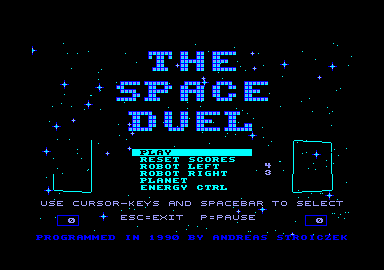 THE
SPACE
DUEL
PLAY
RESET SCORES
ROBOT LEFT 4
ROBOT RIGHT 3
PLANET
ENERGY CTRL
USE CURSOR-KEYS AND SPACEBAR TO SELECT
0 ESC=EXIT P=PAUSE 0
PROGRAMMED IN 1990 BY ANDREAS